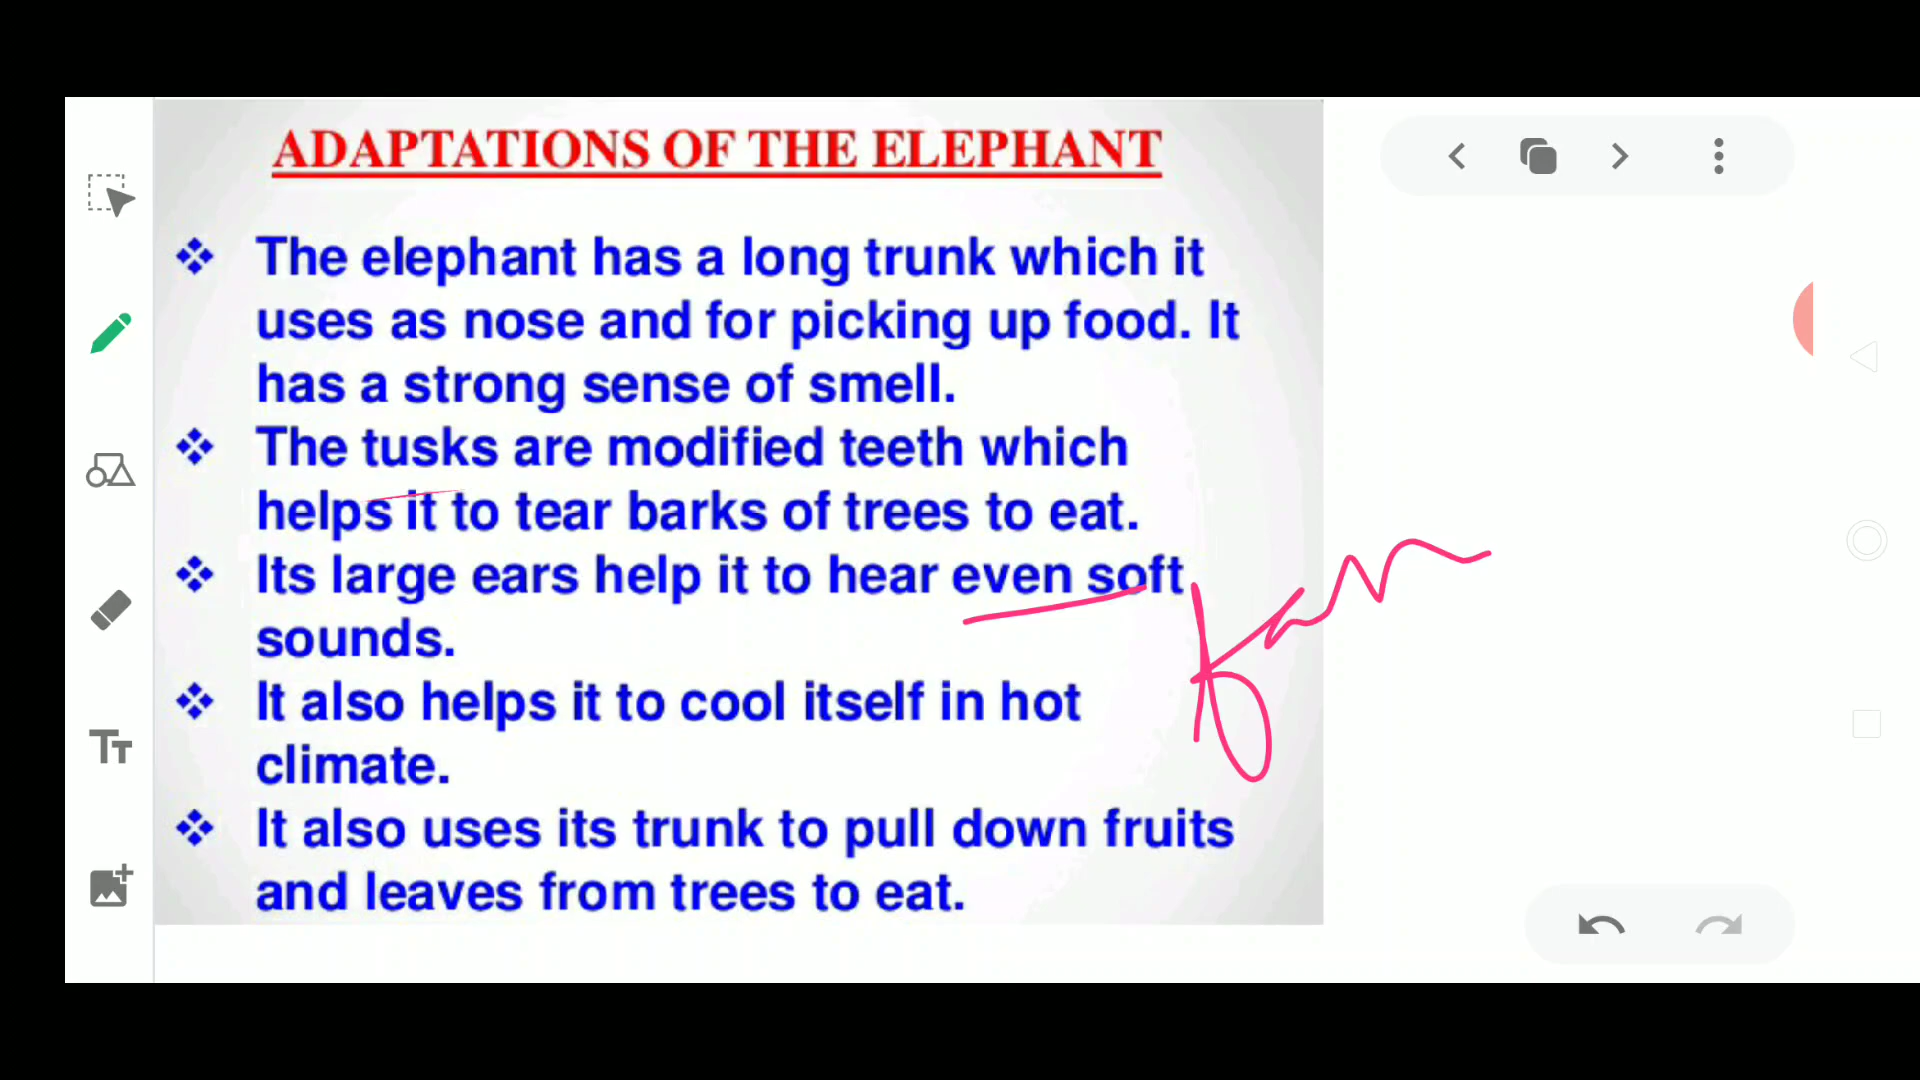 ADAPTATIONS OF THE ELEPHANT
❖ The elephant has a long trunk which it
uses as nose and for picking up food. It
has a strong sense of smell.
❖ The tusks are modified teeth which
helps it to tear barks of trees to eat.
❖ Its large ears help it to hear even soft
sounds.
❖ It also helps it to cool itself in hot
climate.
❖ It also uses its trunk to pull down fruits
and leaves from trees to eat.